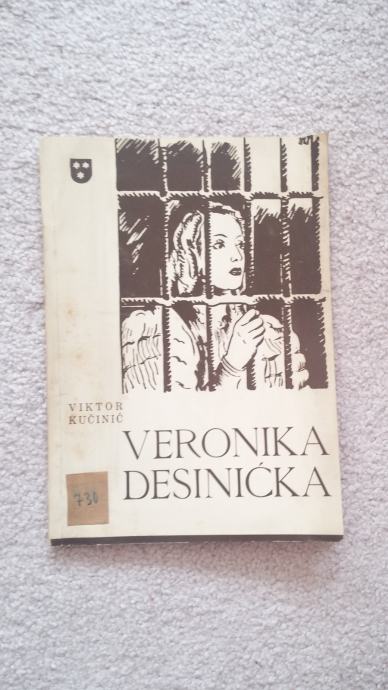 VIKTOR
KUČINIĆ
VERONIKA
DESINIĆKA
730